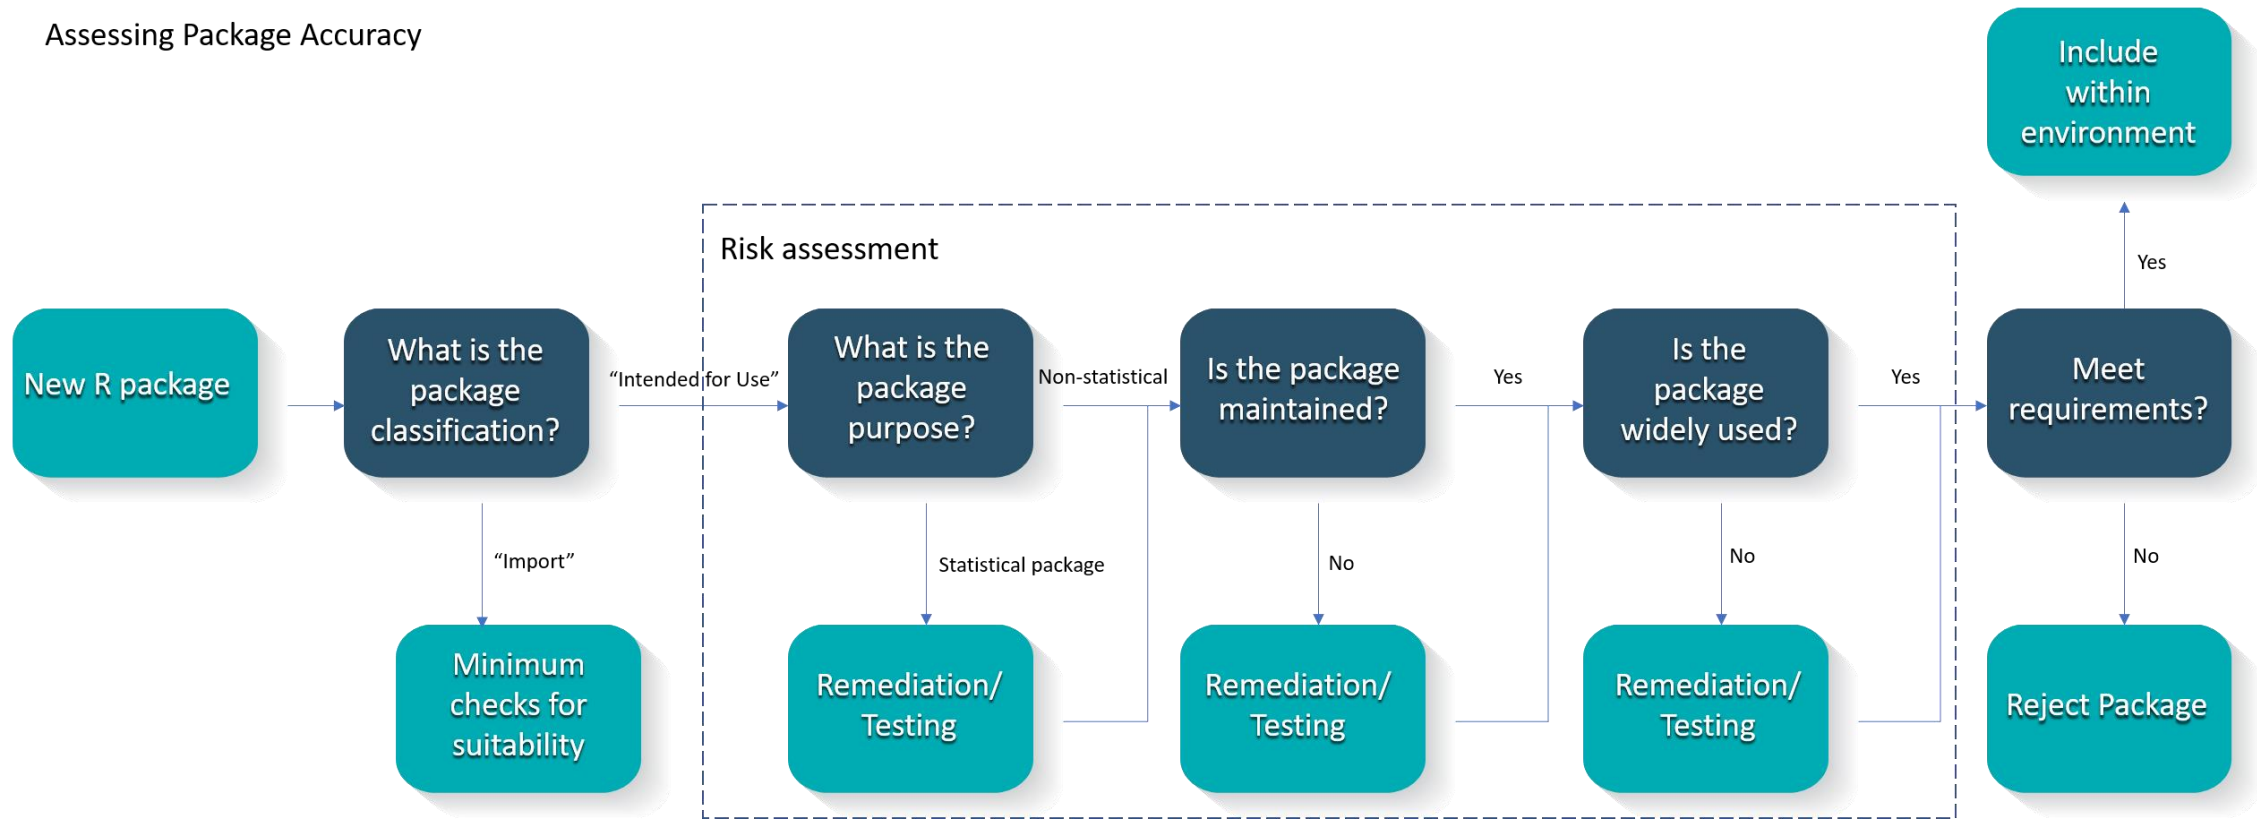 Assessing Package Accuracy
Include
within
environment
Yes
Risk assessment
New R package
What is the
package
classification?
“Intended for Use”
What is the
package
purpose?
Non-statistical
Is the package
maintained?
Yes
Is the
package
widely used?
Yes
Meet
requirements?
“Import”
Statistical package
No
No
No
Minimum
checks for
suitability
Remediation/
Testing
Remediation/
Testing
Remediation/
Testing
Reject Package